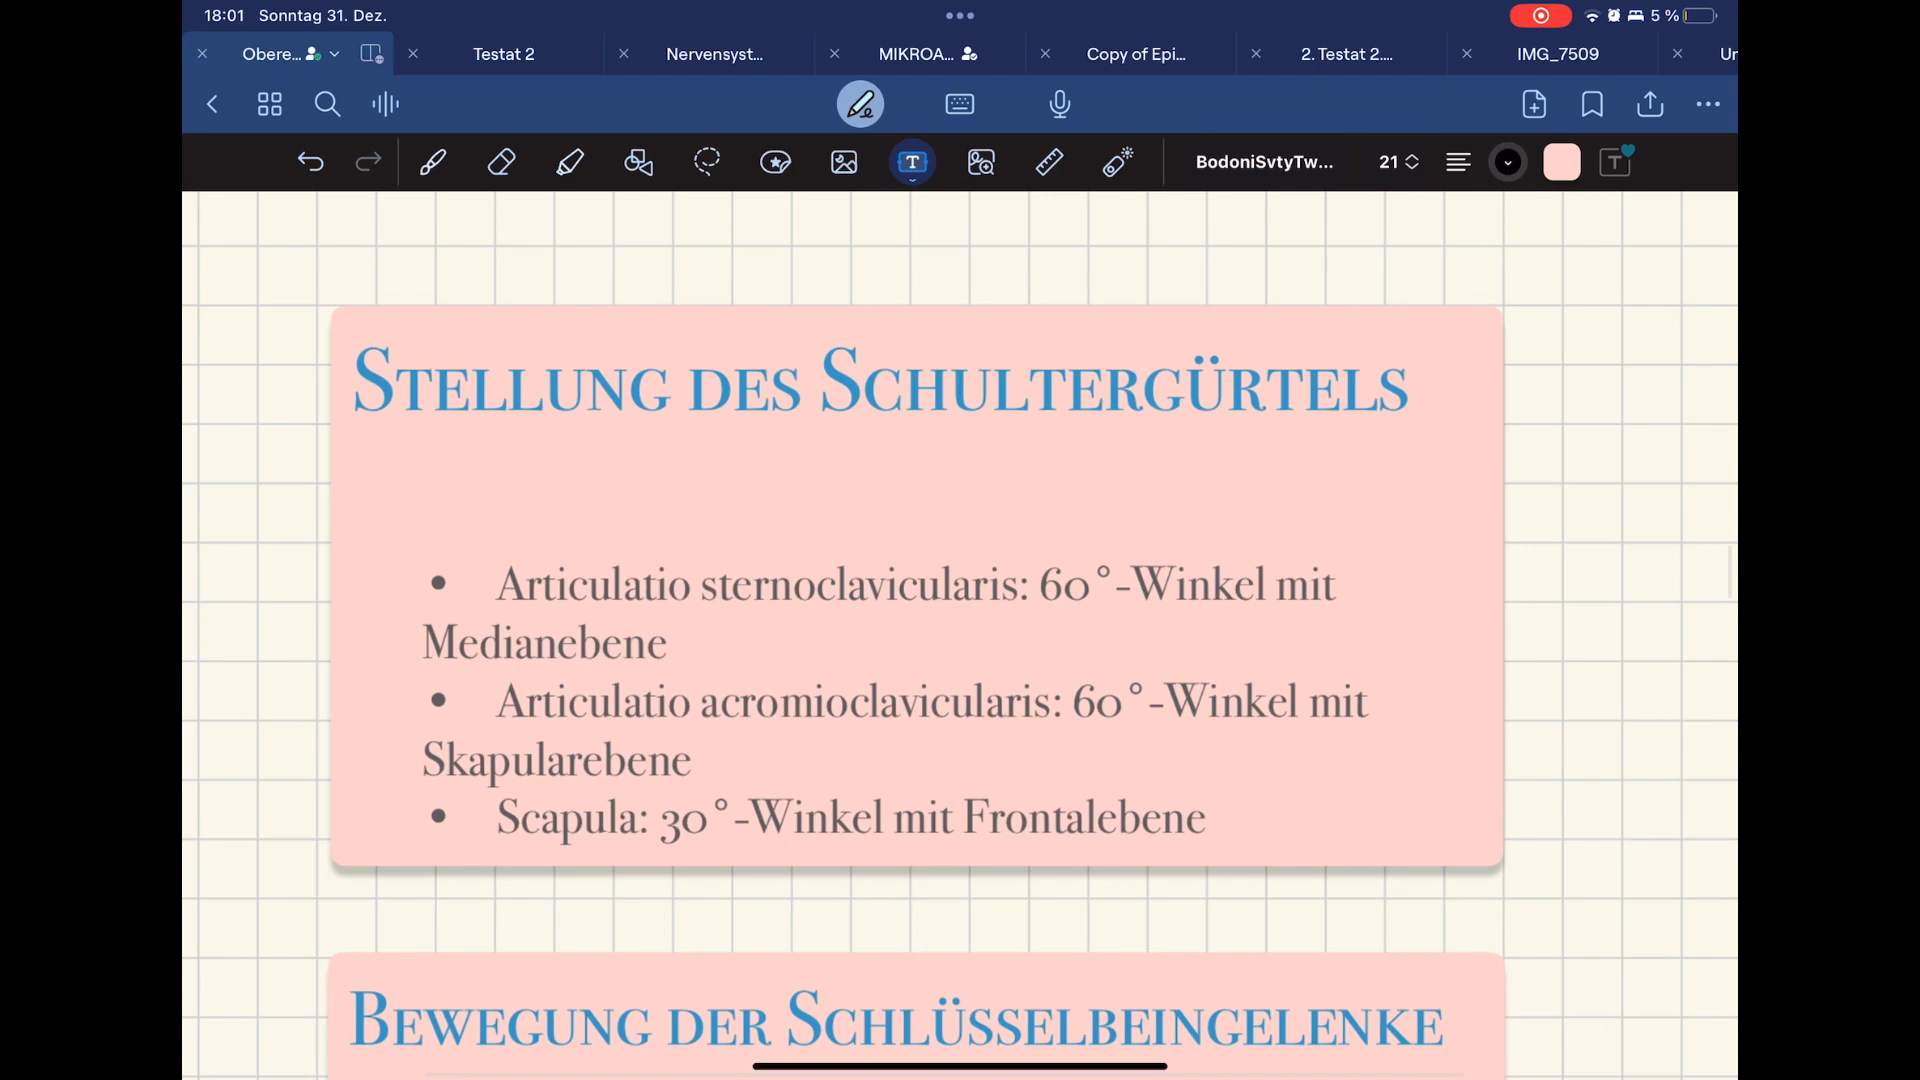 18:01 Sonntag 31. Dez. 5 %
Obere... Testat 2 Nervensyst... MIKROA... Copy of Epi... 2. Testat 2.... IMG_7509 Ur
BodoniSvtyTw... 21
Stellung des Schultergürtels
• Articulatio sternoclavicularis: 60°-Winkel mit
Medianebene
• Articulatio acromioclavicularis: 60°-Winkel mit
Skapularebene
• Scapula: 30°-Winkel mit Frontalebene
Bewegung der Schlüsselbeingelenke